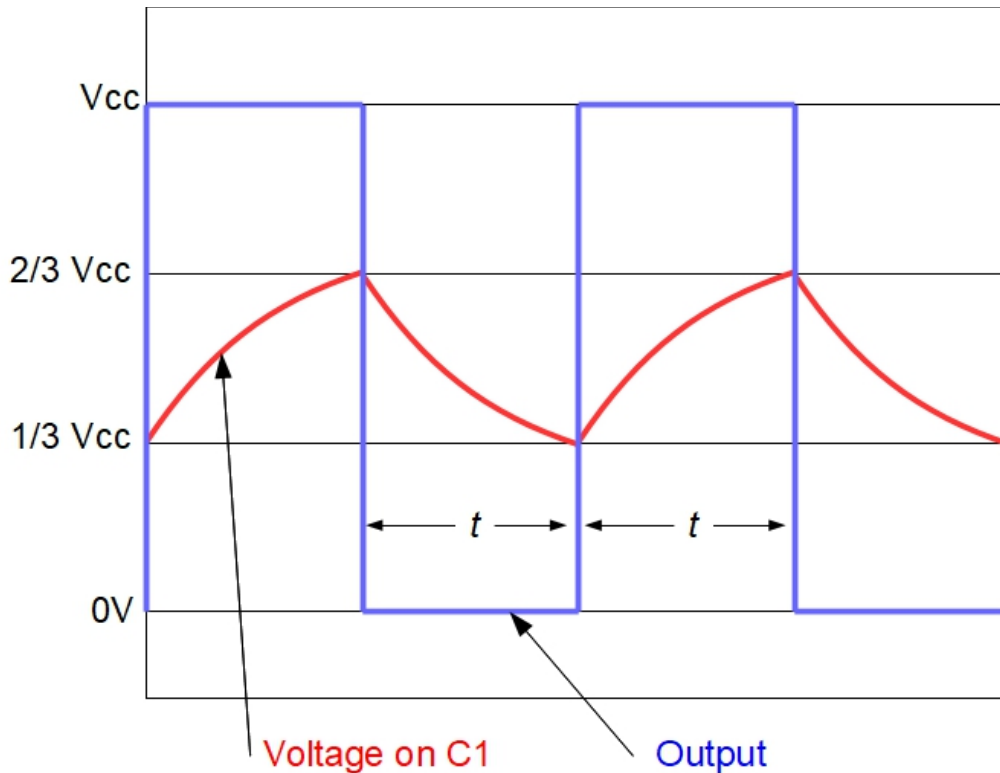 Vcc
2/3 Vcc
1/3 Vcc
t
t
0V
Voltage on C1
Output